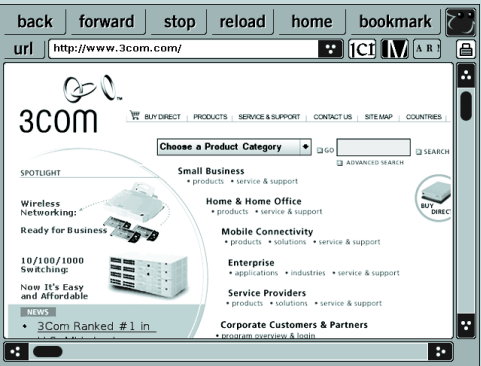 back forward stop reload home bookmark
url http://www.3com.com/
3COM
BUY DIRECT PRODUCTS SERVICE & SUPPORT CONTACT US SITE MAP COUNTRIES
Choose a Product Category GO SEARCH
ADVANCED SEARCH
SPOTLIGHT
Wireless
Networking:
Ready for Business
10/100/1000
Switching:
Now It's Easy
and Affordable
NEWS
• 3Com Ranked #1 in
Small Business
• products • service & support
Home & Home Office
• products • service & support
Mobile Connectivity
• products • solutions • service & support
Enterprise
• applications • industries • service & support
Service Providers
• products • solutions • service & support
Corporate Customers & Partners
• program overview & login
BUY
DIREC